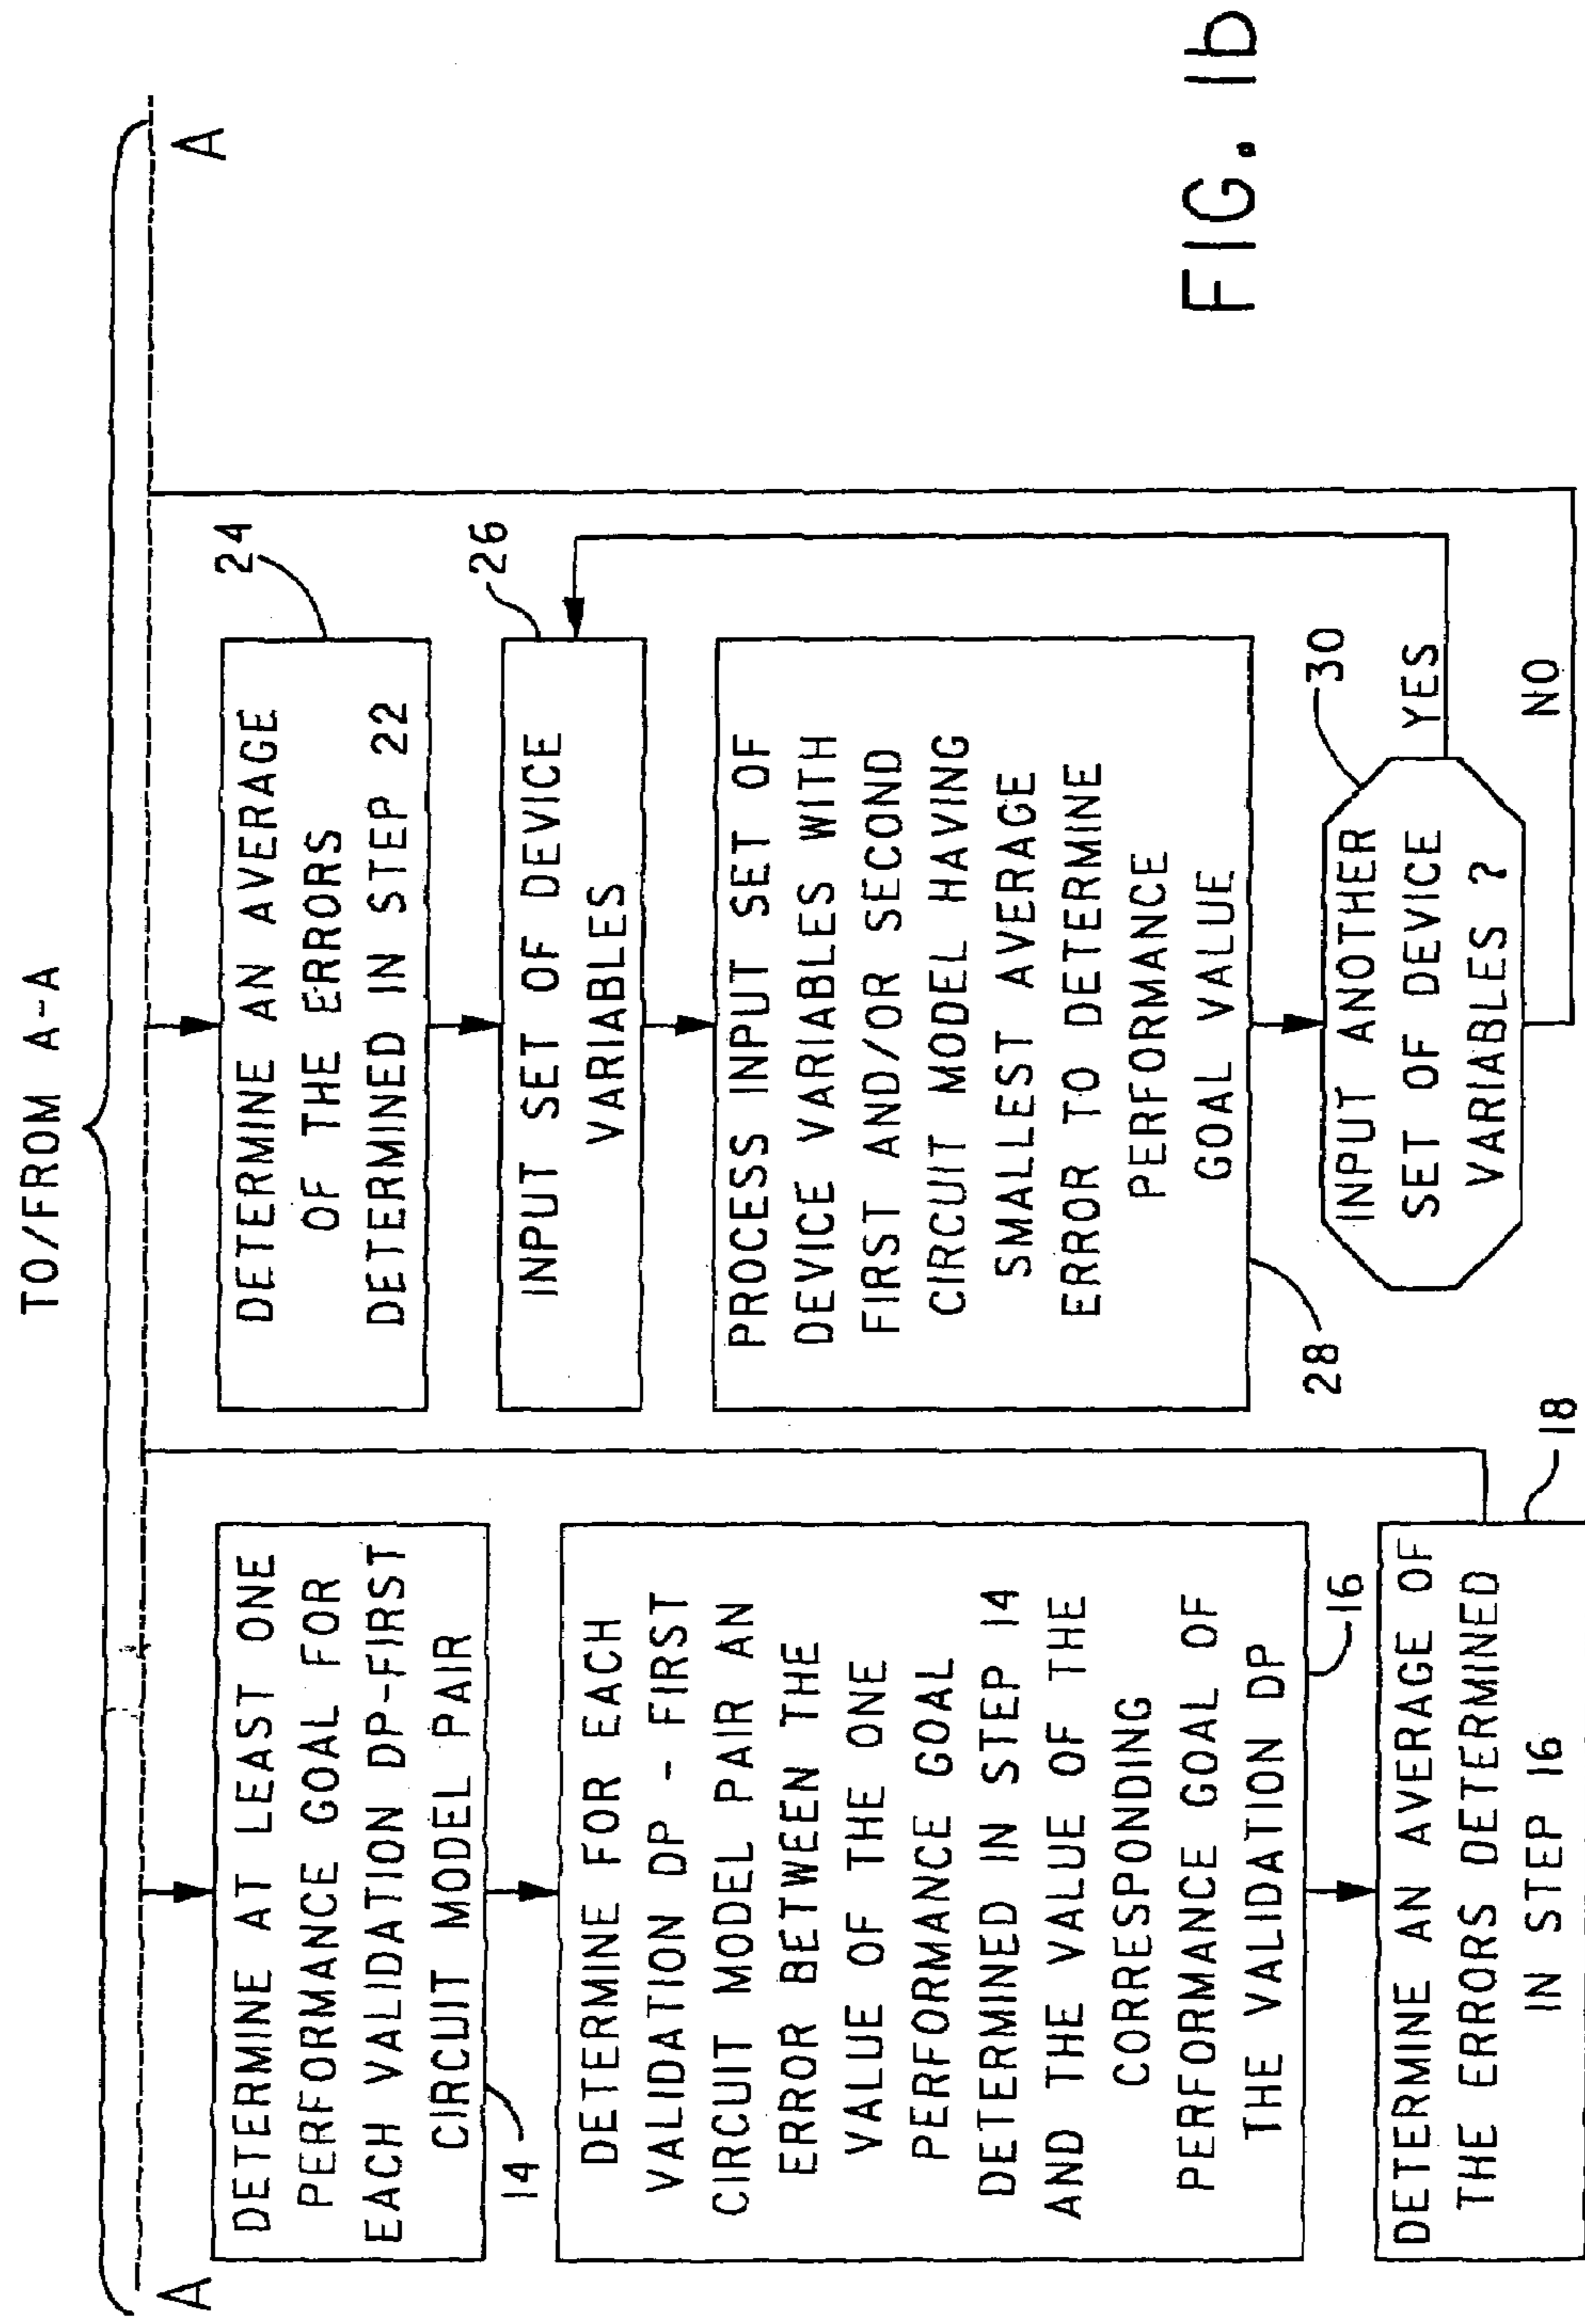 TO/FROM A-A
A
A
DETERMINE AT LEAST ONE
PERFORMANCE GOAL FOR
EACH VALIDATION DP-FIRST
CIRCUIT MODEL PAIR
14
DETERMINE FOR EACH
VALIDATION DP - FIRST
CIRCUIT MODEL PAIR AN
ERROR BETWEEN THE
VALUE OF THE ONE
PERFORMANCE GOAL
DETERMINED IN STEP 14
AND THE VALUE OF THE
CORRESPONDING
PERFORMANCE GOAL OF
THE VALIDATION DP
16
DETERMINE AN AVERAGE OF
THE ERRORS DETERMINED
IN STEP 16
18
DETERMINE AN AVERAGE
OF THE ERRORS
DETERMINED IN STEP 22
24
INPUT SET OF DEVICE
VARIABLES
26
PROCESS INPUT SET OF
DEVICE VARIABLES WITH
FIRST AND/OR SECOND
CIRCUIT MODEL HAVING
SMALLEST AVERAGE
ERROR TO DETERMINE
PERFORMANCE
GOAL VALUE
28
INPUT ANOTHER
SET OF DEVICE
VARIABLES ?
30
YES
NO
FIG. 1b